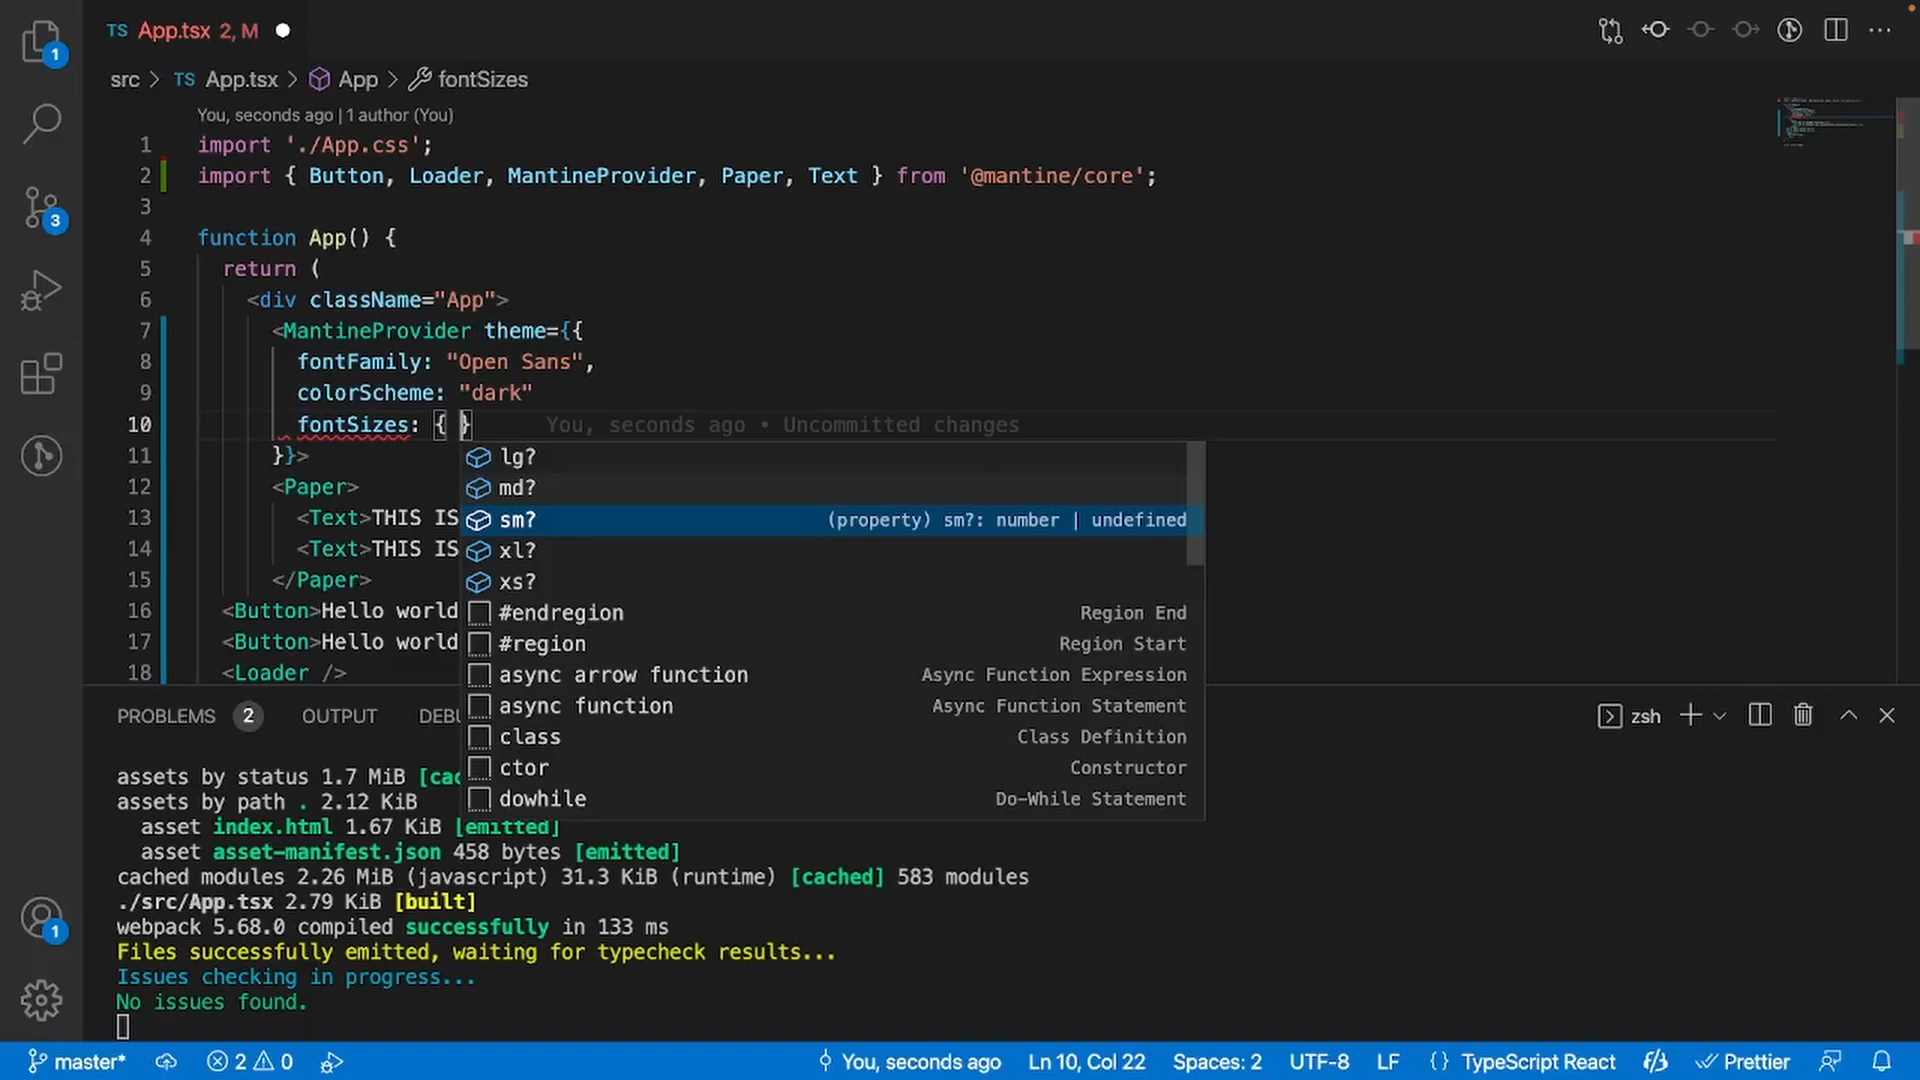 TS App.tsx 2, M
1
src > TS App.tsx > App > fontSizes
You, seconds ago | 1 author (You)
1 import './App.css';
2 import { Button, Loader, MantineProvider, Paper, Text } from '@mantine/core';
3
4 function App() {
5 return (
6 <div className="App">
7 <MantineProvider theme={{
8 fontFamily: "Open Sans",
9 colorScheme: "dark"
10 fontSizes: { } You, seconds ago • Uncommitted changes
11 }}>
12 <Paper>
13 <Text>THIS IS
14 <Text>THIS IS
15 </Paper>
16 <Button>Hello world
17 <Button>Hello world
18 <Loader />
3
lg?
md?
sm? (property) sm?: number | undefined
xl?
xs?
#endregion Region End
#region Region Start
async arrow function Async Function Expression
async function Async Function Statement
class Class Definition
ctor Constructor
dowhile Do-While Statement
PROBLEMS 2 OUTPUT DEBU
zsh
assets by status 1.7 MiB [cac
assets by path . 2.12 KiB
asset index.html 1.67 KiB [emitted]
asset asset-manifest.json 458 bytes [emitted]
cached modules 2.26 MiB (javascript) 31.3 KiB (runtime) [cached] 583 modules
./src/App.tsx 2.79 KiB [built]
webpack 5.68.0 compiled successfully in 133 ms
Files successfully emitted, waiting for typecheck results...
Issues checking in progress...
No issues found.
1
master* 2 0 You, seconds ago Ln 10, Col 22 Spaces: 2 UTF-8 LF {} TypeScript React Prettier